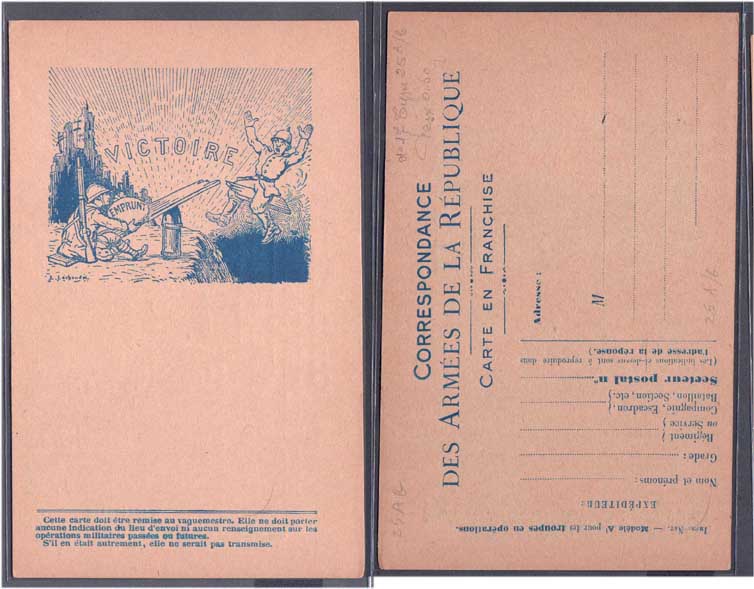 VICTOIRE
EMPRUNT
Cette carte doit être remise au vaguemestre. Elle ne doit porter
aucune indication du lieu d'envoi ni aucun renseignement sur les
opérations militaires passées ou futures.
S'il en était autrement, elle ne serait pas transmise.
CORRESPONDANCE
DES ARMÉES DE LA RÉPUBLIQUE
CARTE EN FRANCHISE
Adresse :
M
25A/6
25A6
Modèle A¹ pour les troupes en opérations.
EXPÉDITEUR :
Nom et prénoms :
Grade :
Régiment }
ou Service }
Compagnie, Escadron, }
Bataillon, Section, etc. }
Secteur postal n°
(Les indications ci-dessus sont à reproduire dans
l'adresse de la réponse.)